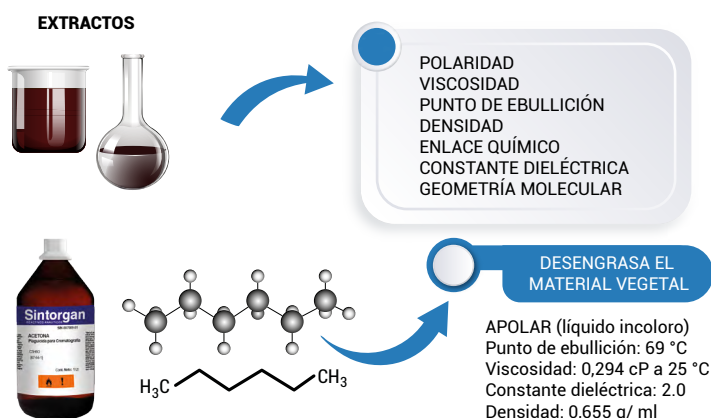 EXTRACTOS
POLARIDAD
VISCOSIDAD
PUNTO DE EBULLICIÓN
DENSIDAD
ENLACE QUÍMICO
CONSTANTE DIELÉCTRICA
GEOMETRÍA MOLECULAR
Sintorgan
ACETONA
H₃C
CH₃
DESENGRASA EL
MATERIAL VEGETAL
APOLAR (líquido incoloro)
Punto de ebullición: 69 °C
Viscosidad: 0,294 cP a 25 °C
Constante dieléctrica: 2.0
Densidad: 0,655 g/ ml